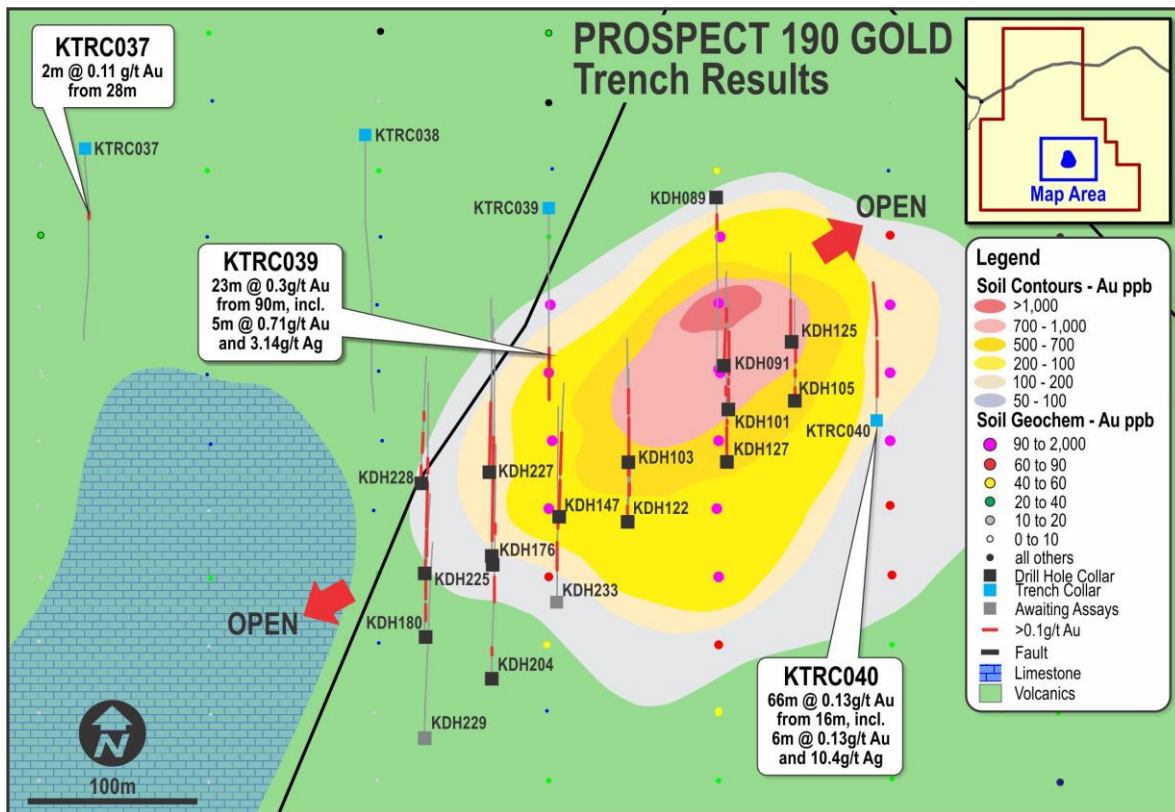 PROSPECT 190 GOLD
Trench Results
KTRC037
2m @ 0.11 g/t Au
from 28m
KTRC037
KTRC038
KTRC039
KDH089
OPEN
Map Area
KTRC039
23m @ 0.3g/t Au
from 90m, incl.
5m @ 0.71g/t Au
and 3.14g/t Ag
KDH125
KDH091
KDH105
KDH101
KTRC040
KDH103
KDH127
KDH227
KDH228
KDH147
KDH122
KDH176
KDH225
KDH233
OPEN
KDH180
KDH204
KDH229
KTRC040
66m @ 0.13g/t Au
from 16m, incl.
6m @ 0.13g/t Au
and 10.4g/t Ag
N
100m
Legend
Soil Contours - Au ppb
>1,000
700 - 1,000
500 - 700
200 - 100
100 - 200
50 - 100
Soil Geochem - Au ppb
90 to 2,000
60 to 90
40 to 60
20 to 40
10 to 20
0 to 10
all others
Drill Hole Collar
Trench Collar
Awaiting Assays
>0.1g/t Au
Fault
Limestone
Volcanics